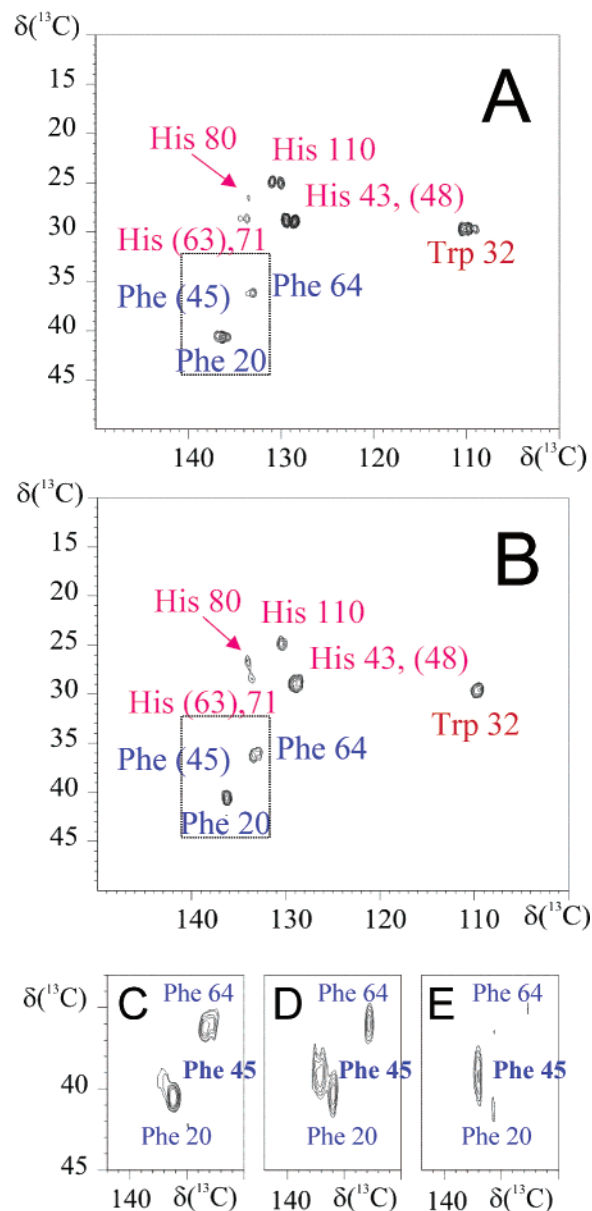 δ(¹³C)
A
10
15
20
25
30
35
40
45
His 80
His 110
His 43, (48)
His (63),71
Trp 32
Phe (45)
Phe 64
Phe 20
140 130 120 110 δ(¹³C)
δ(¹³C)
B
10
15
20
25
30
35
40
45
His 80
His 110
His 43, (48)
His (63),71
Trp 32
Phe (45)
Phe 64
Phe 20
140 130 120 110
δ(¹³C)
δ(¹³C)
35
40
45
C
Phe 64
Phe 45
Phe 20
140 δ(¹³C)
D
Phe 64
Phe 45
Phe 20
140 δ(¹³C)
E
Phe 64
Phe 45
Phe 20
140 δ(¹³C)